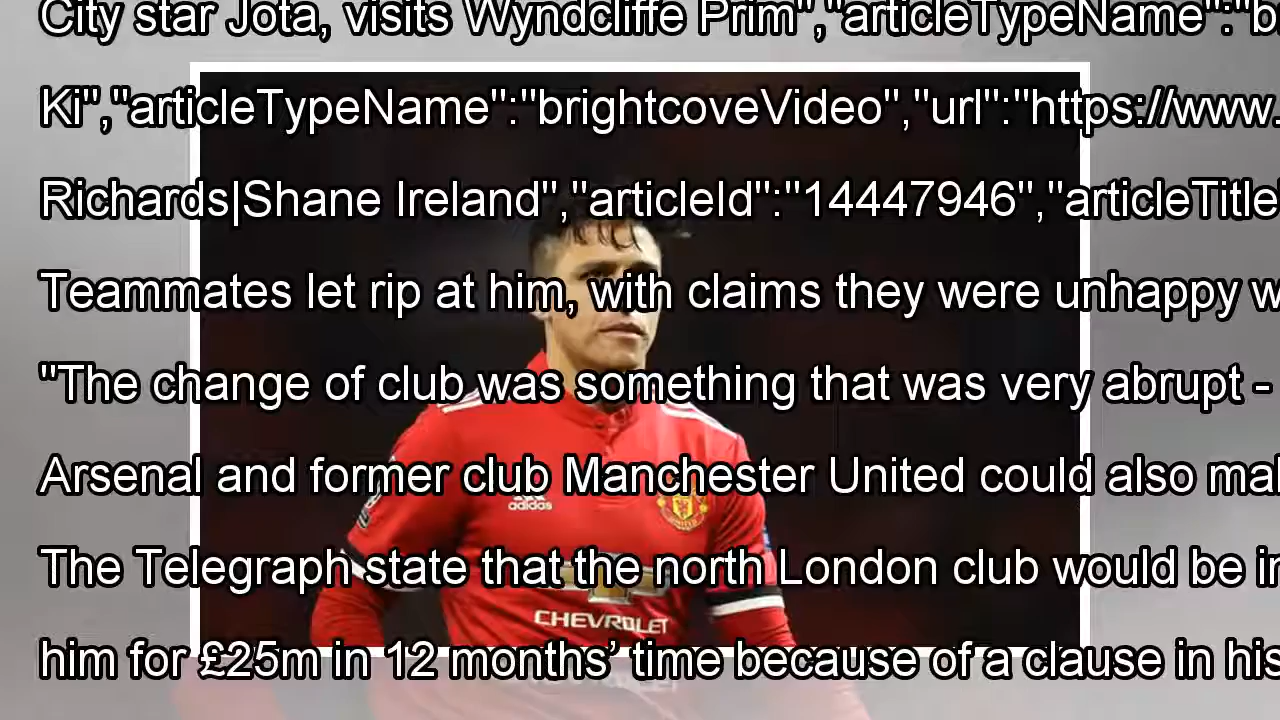 City star Jota, visits Wyndcliffe Prim","articleTypeName":"b
Ki","articleTypeName":"brightcoveVideo","url":"https://www.
Richards|Shane Ireland","articleId":"14447946","articleTitle
Teammates let rip at him, with claims they were unhappy w
"The change of club was something that was very abrupt -
Arsenal and former club Manchester United could also mal
adidas
The Telegraph state that the north London club would be in
CHEVROLET
him for £25m in 12 months’ time because of a clause in his